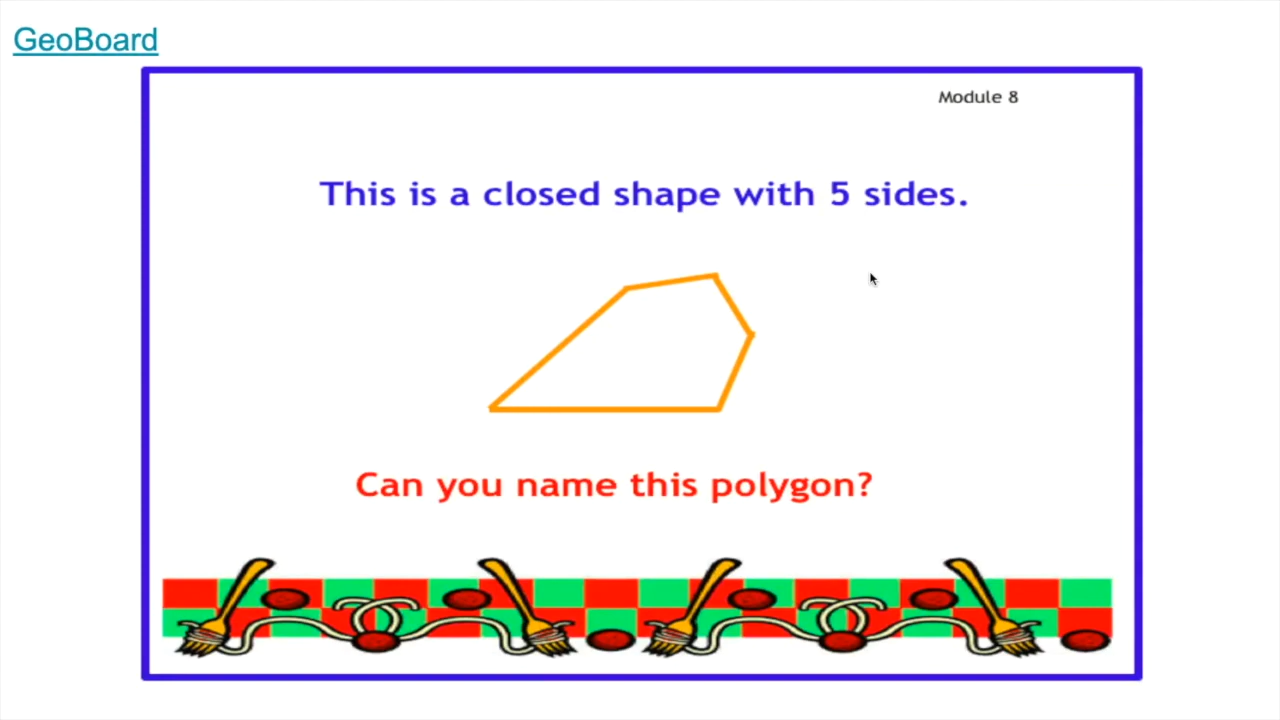 GeoBoard
Module 8
This is a closed shape with 5 sides.
Can you name this polygon?